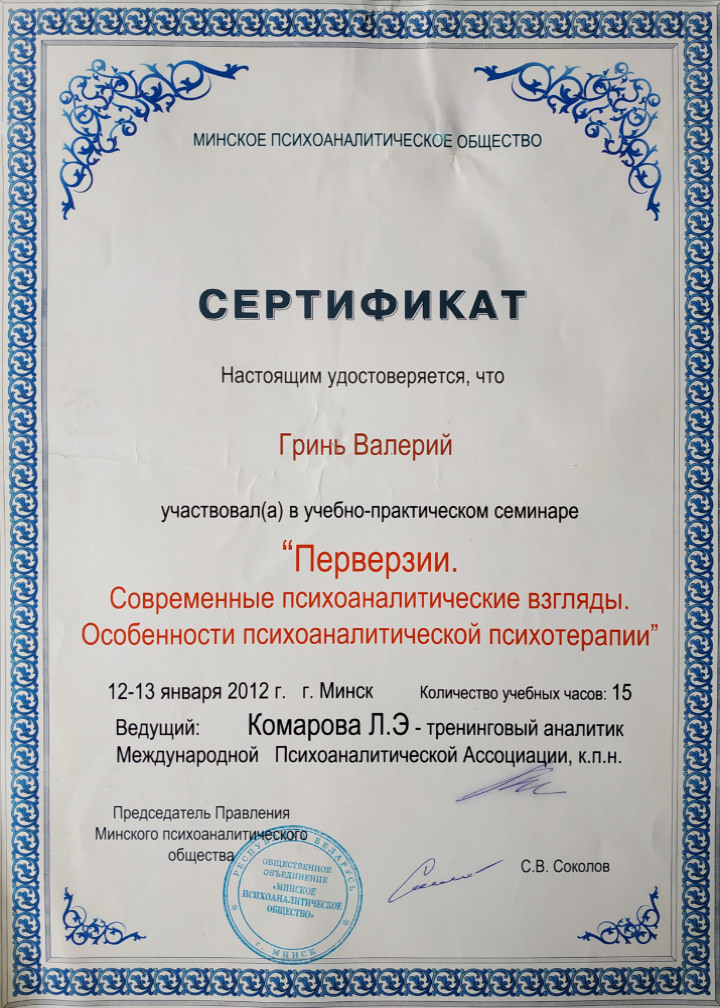 МИНСКОЕ ПСИХОАНАЛИТИЧЕСКОЕ ОБЩЕСТВО
СЕРТИФИКАТ
Настоящим удостоверяется, что
Гринь Валерий
участвовал(а) в учебно-практическом семинаре
“Перверзии.
Современные психоаналитические взгляды.
Особенности психоаналитической психотерапии”
12-13 января 2012 г. г. Минск Количество учебных часов: 15
Ведущий: Комарова Л.Э - тренинговый аналитик
Международной Психоаналитической Ассоциации, к.п.н.
Председатель Правления
Минского психоаналитического
общества
С.В. Соколов
РЕСПУБЛИКА БЕЛАРУСЬ
ОБЩЕСТВЕННОЕ
ОБЪЕДИНЕНИЕ
«МИНСКОЕ
ПСИХОАНАЛИТИЧЕСКОЕ
ОБЩЕСТВО»
г. МИНСК